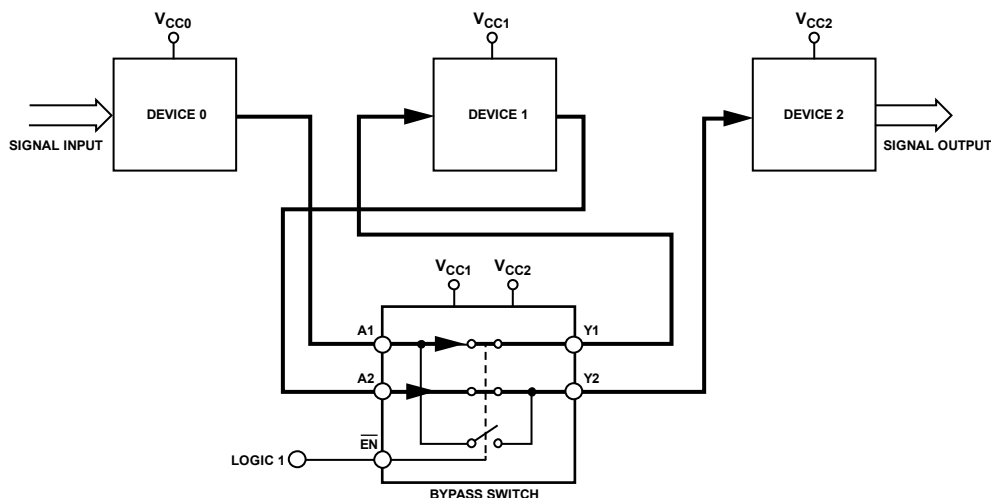 VCC0
VCC1
VCC2
DEVICE 0
DEVICE 1
DEVICE 2
SIGNAL INPUT
SIGNAL OUTPUT
VCC1
VCC2
A1
Y1
A2
Y2
EN
LOGIC 1
BYPASS SWITCH